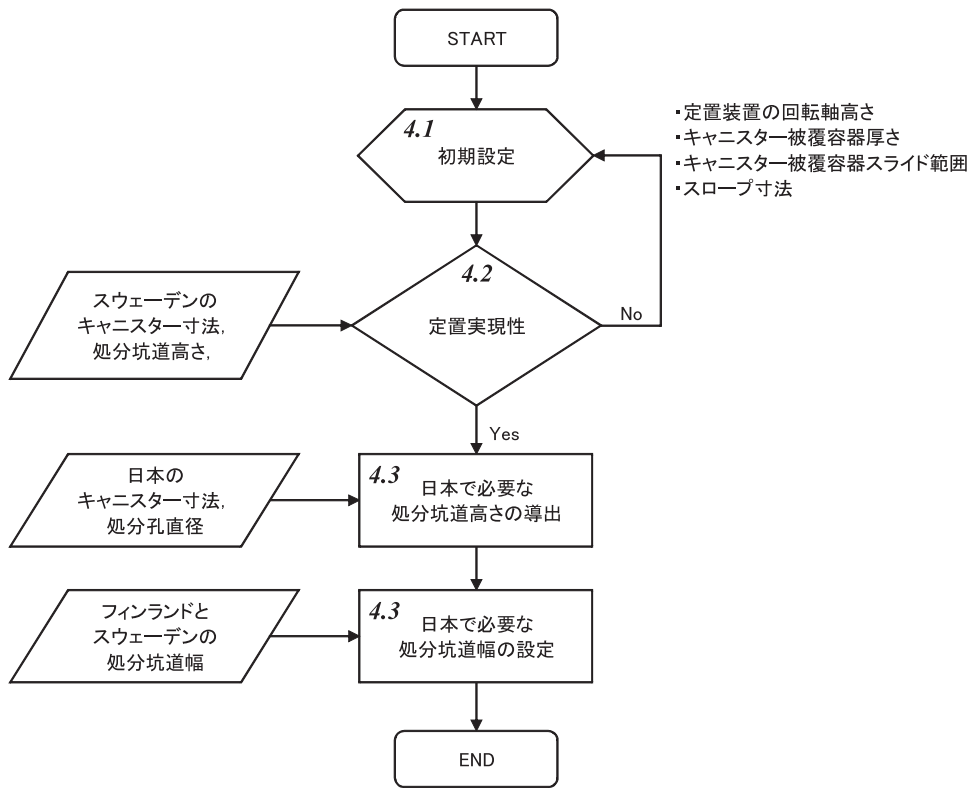 START
4.1
初期設定
・定置装置の回転軸高さ
・キャニスター被覆容器厚さ
・キャニスター被覆容器スライド範囲
・スロープ寸法
4.2
定置実現性
No
スウェーデンの
キャニスター寸法,
処分坑道高さ,
Yes
日本の
キャニスター寸法,
処分孔直径
4.3
日本で必要な
処分坑道高さの導出
フィンランドと
スウェーデンの
処分坑道幅
4.3
日本で必要な
処分坑道幅の設定
END